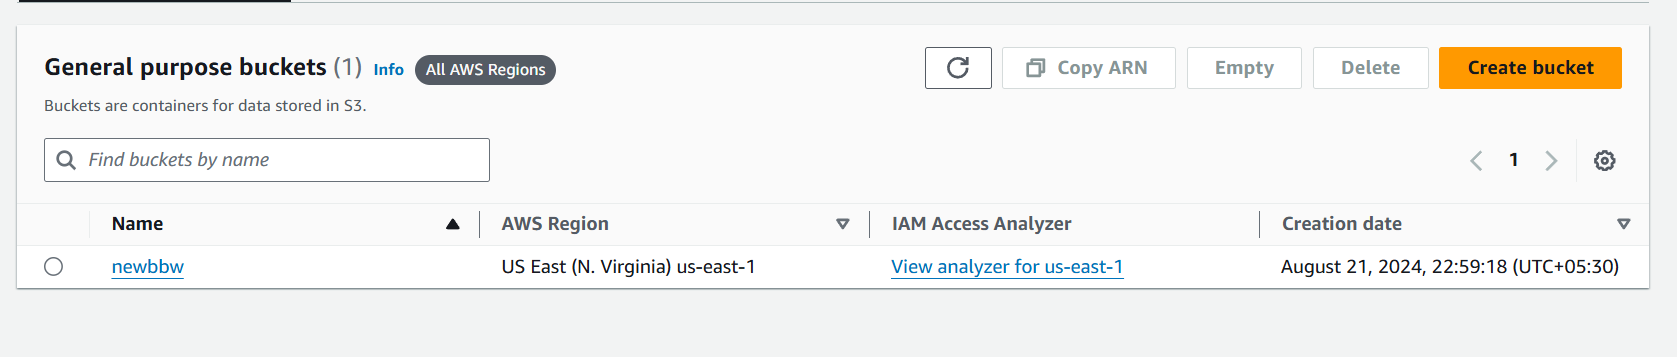 General purpose buckets (1) Info All AWS Regions
Copy ARN Empty Delete Create bucket
Buckets are containers for data stored in S3.
Find buckets by name
1
Name AWS Region IAM Access Analyzer Creation date
newbbw US East (N. Virginia) us-east-1 View analyzer for us-east-1 August 21, 2024, 22:59:18 (UTC+05:30)